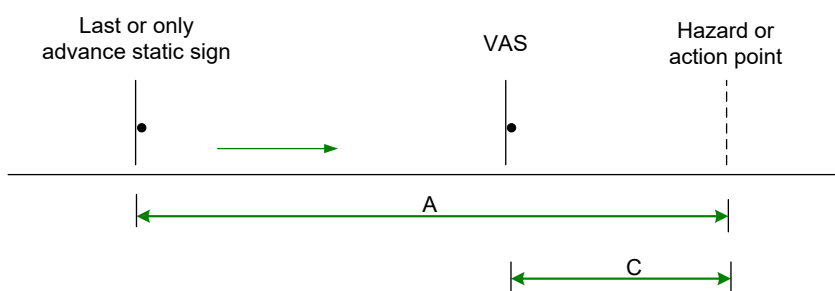 Last or only
advance static sign
VAS
Hazard or
action point
A
C